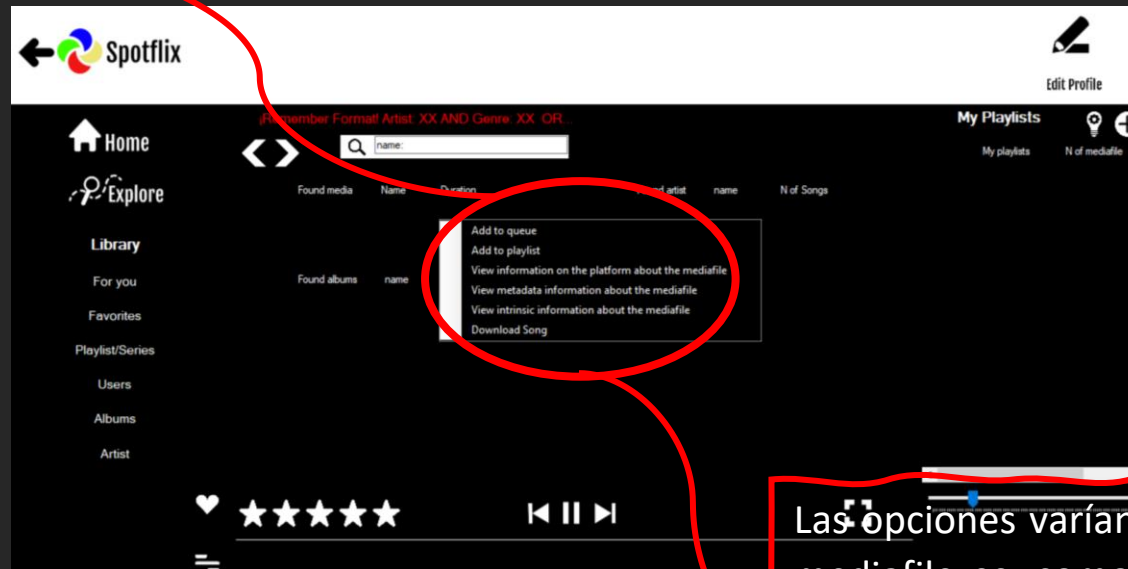 Spotflix
Edit Profile
¡Remember Format! Artist: XX AND Genre: XX OR...
My Playlists
Home
name:
My playlists
N of mediafile
Explore
Found media
Name
Duration
artist
name
N of Songs
Library
Add to queue
Add to playlist
View information on the platform about the mediafile
View metadata information about the mediafile
View intrinsic information about the mediafile
Download Song
For you
Found albums
name
Favorites
Playlist/Series
Users
Albums
Artist
Las opciones varían